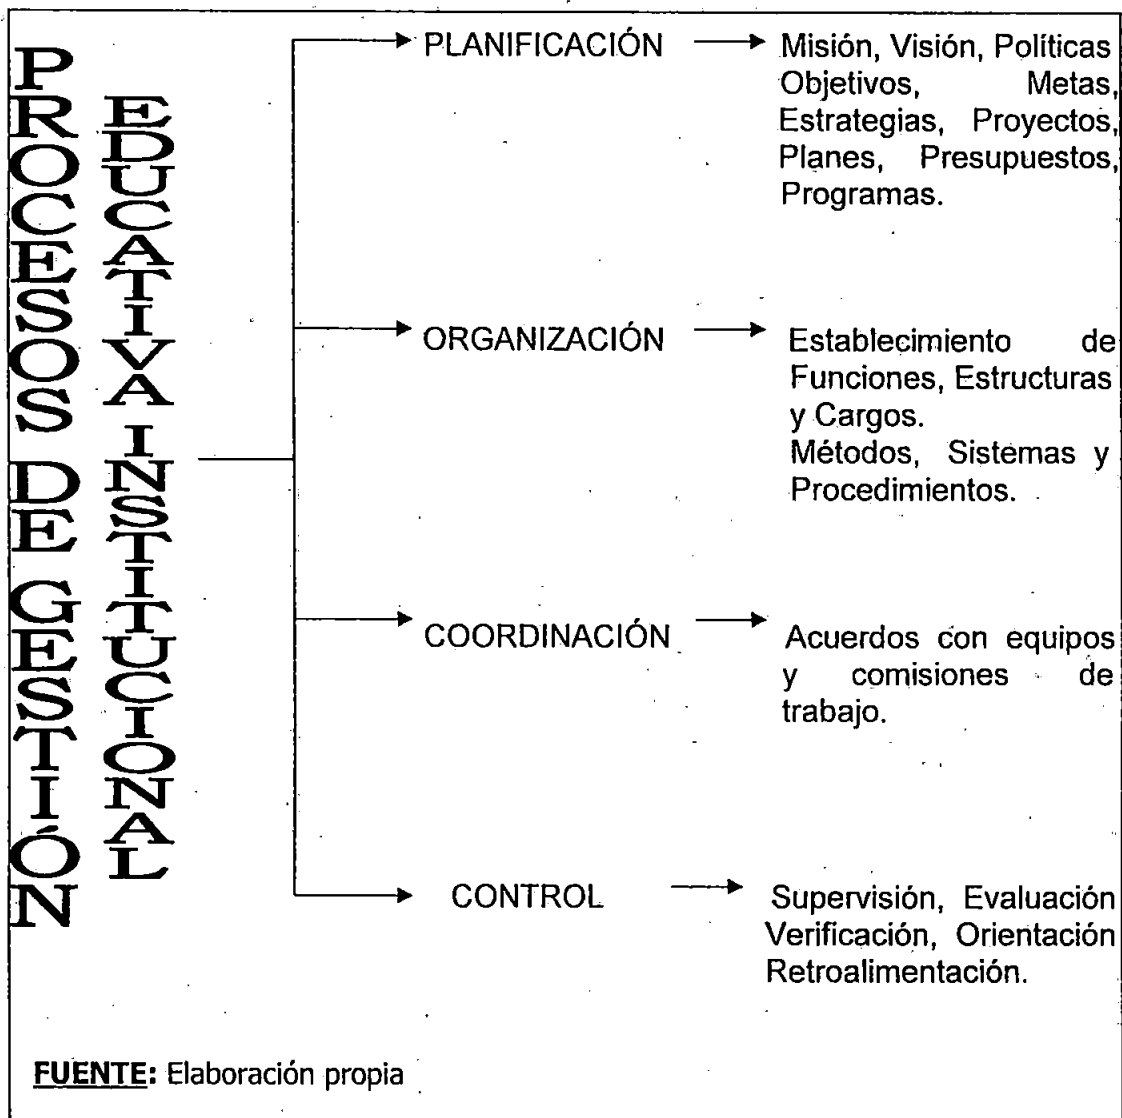 PROCESOS DE GESTIÓN
EDUCATIVA INSTITUCIONAL
PLANIFICACIÓN
Misión, Visión, Políticas
Objetivos, Metas,
Estrategias, Proyectos,
Planes, Presupuestos,
Programas.
ORGANIZACIÓN
Establecimiento de
Funciones, Estructuras
y Cargos.
Métodos, Sistemas y
Procedimientos.
COORDINACIÓN
Acuerdos con equipos
y comisiones de
trabajo.
CONTROL
Supervisión, Evaluación
Verificación, Orientación
Retroalimentación.
FUENTE: Elaboración propia